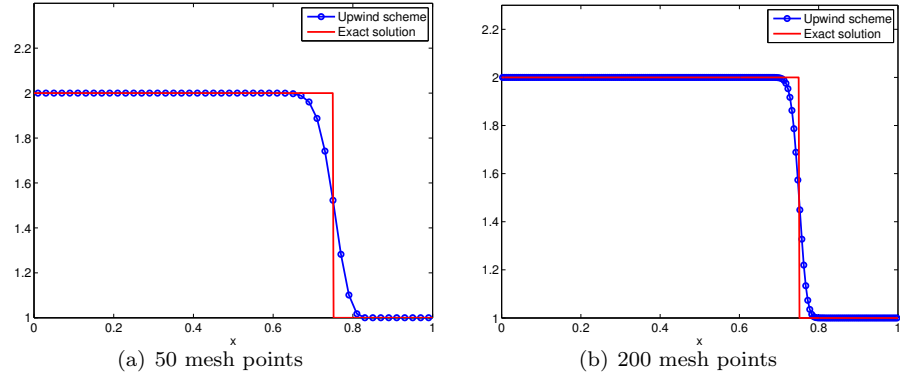 Upwind scheme
Exact solution
2.2
2
1.8
1.6
1.4
1.2
1
0 0.2 0.4 0.6 0.8 1
x
(a) 50 mesh points
Upwind scheme
Exact solution
2.2
2
1.8
1.6
1.4
1.2
1
0 0.2 0.4 0.6 0.8 1
x
(b) 200 mesh points